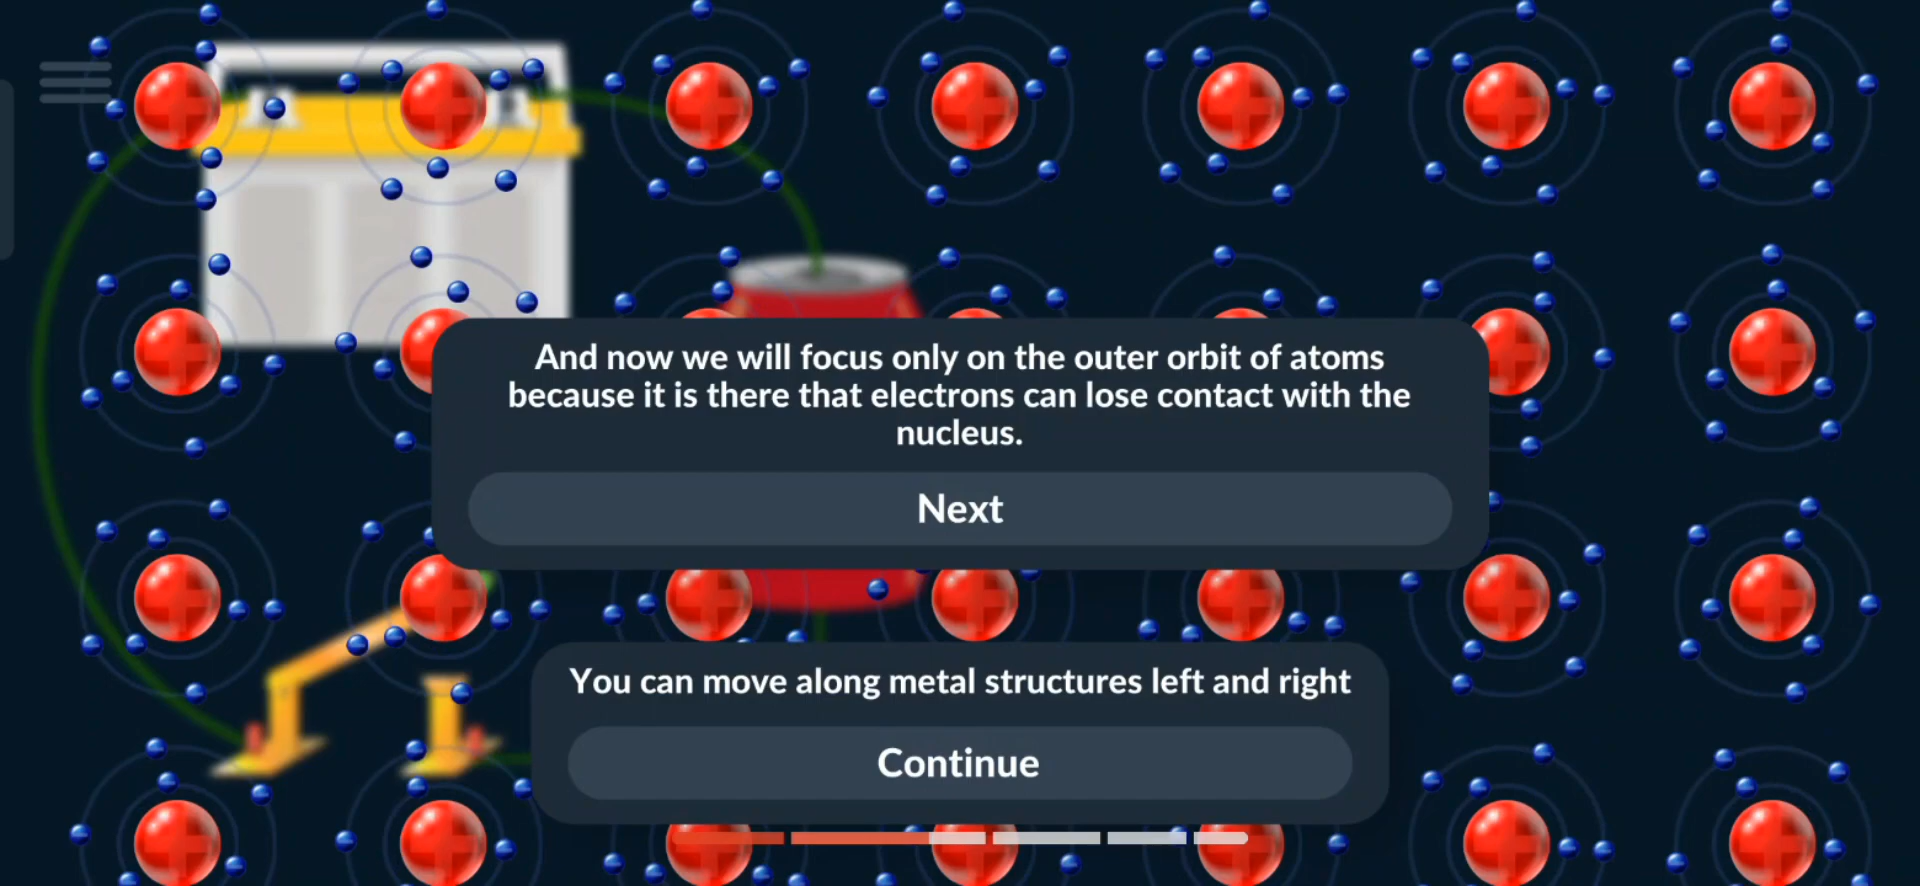 And now we will focus only on the outer orbit of atoms
because it is there that electrons can lose contact with the
nucleus.
Next
You can move along metal structures left and right
Continue